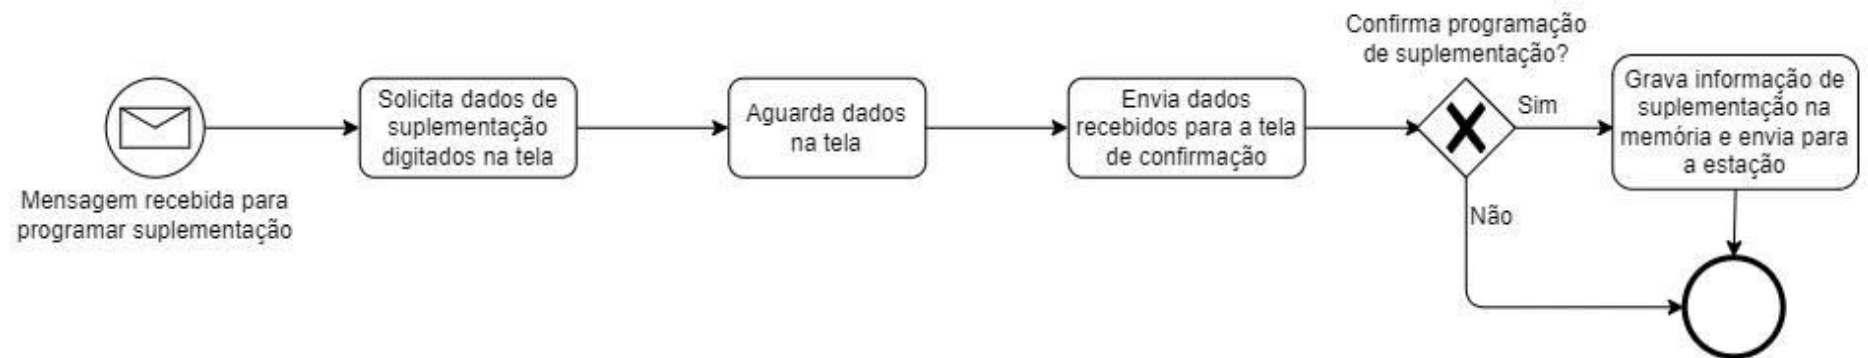 Mensagem recebida para
programar suplementação
Solicita dados de
suplementação
digitados na tela
Aguarda dados
na tela
Envia dados
recebidos para a tela
de confirmação
Confirma programação
de suplementação?
Sim
Não
Grava informação de
suplementação na
memória e envia para
a estação